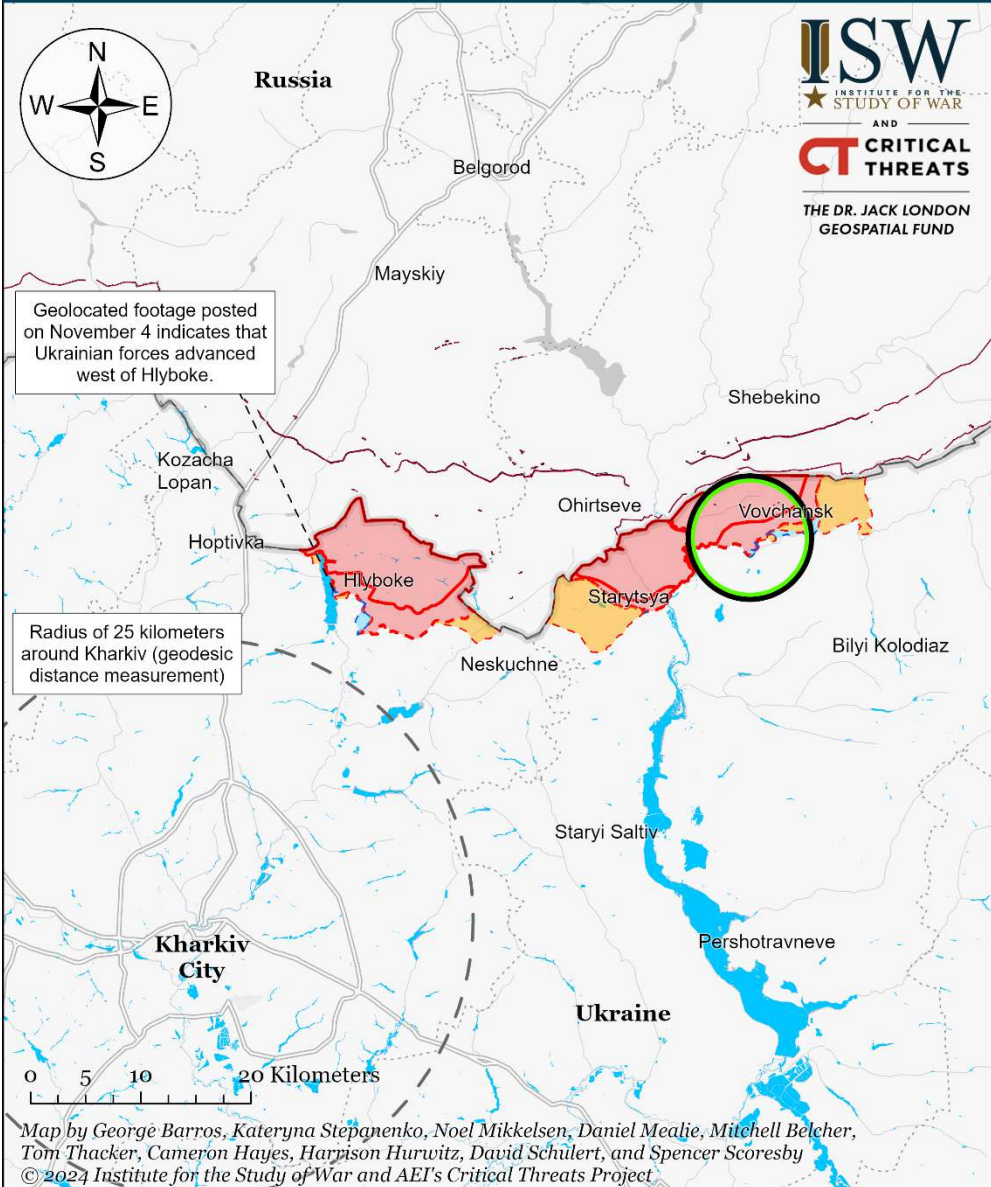 N
W
E
S
Russia
ISW
INSTITUTE FOR THE
STUDY OF WAR
AND
CT CRITICAL
THREATS
THE DR. JACK LONDON
GEOSPATIAL FUND
Belgorod
Mayskiy
Geolocated footage posted
on November 4 indicates that
Ukrainian forces advanced
west of Hlyboke.
Shebekino
Kozacha
Lopan
Ohirtseve
Vovchansk
Hoptivka
Hlyboke
Starytsya
Radius of 25 kilometers
around Kharkiv (geodesic
distance measurement)
Neskuchne
Bilyi Kolodiaz
Staryi Saltiv
Kharkiv
City
Pershotravneve
Ukraine
0 5 10 20 Kilometers
Map by George Barros, Kateryna Stepanenko, Noel Mikkelsen, Daniel Mealie, Mitchell Belcher,
Tom Thacker, Cameron Hayes, Harrison Hurwitz, David Schulert, and Spencer Scoresby
© 2024 Institute for the Study of War and AEI's Critical Threats Project